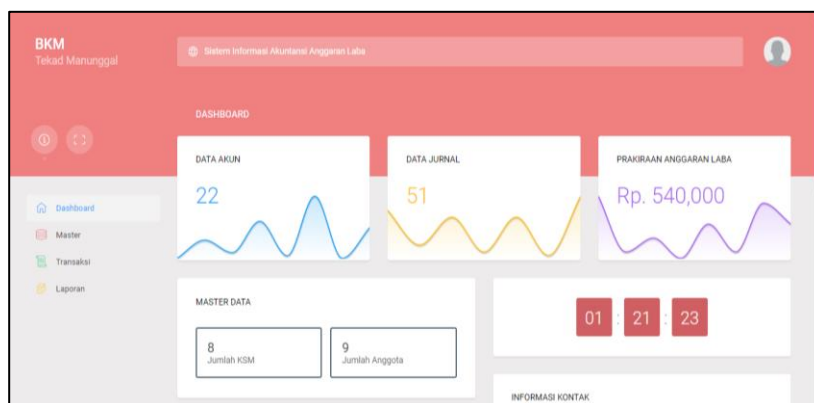 BKM
Tekad Manunggal
Sistem Informasi Akuntansi Anggaran Laba
DASHBOARD
DATA AKUN
22
DATA JURNAL
51
PRAKIRAAN ANGGARAN LABA
Rp. 540,000
Dashboard
Master
Transaksi
Laporan
MASTER DATA
8
Jumlah KSM
9
Jumlah Anggota
01 : 21 : 23
INFORMASI KONTAK